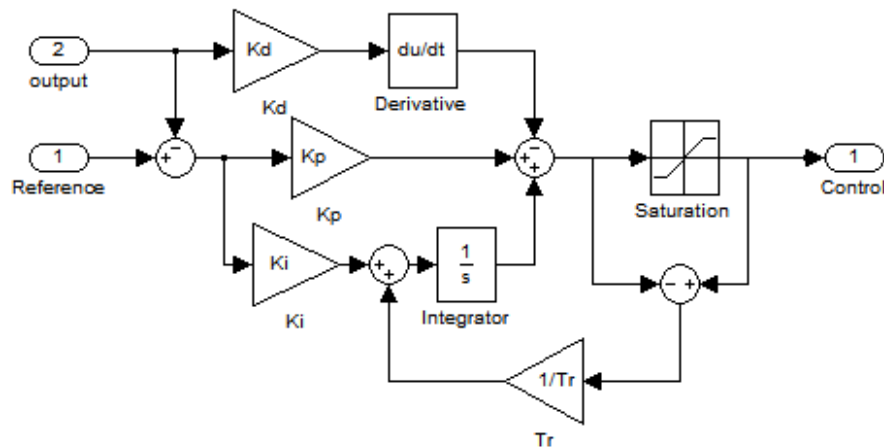 2
Kd
du/dt
output
Derivative
Kd
−
1
+
−
Kp
+
−
+
1
Reference
Kp
Saturation
Control
Ki
+
+
1
s
− +
Ki
Integrator
1/Tr
Tr